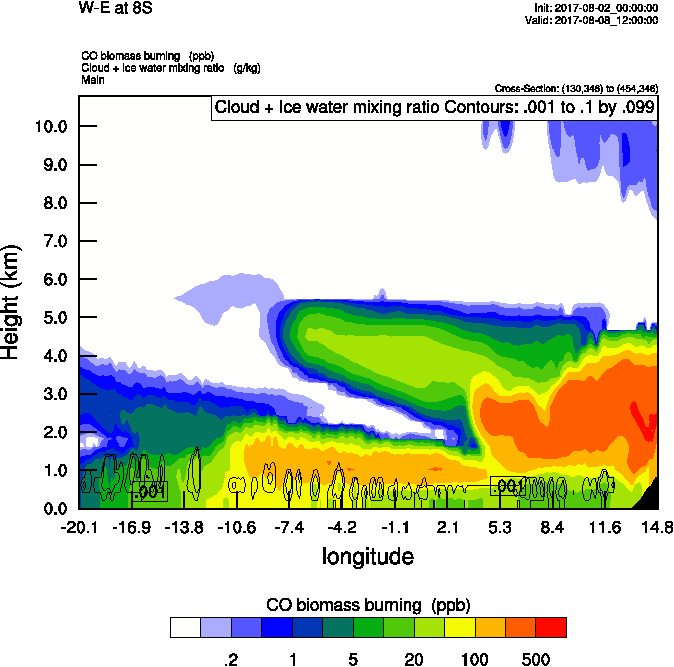 W-E at 8S
Init: 2017-08-02_00:00:00
Valid: 2017-08-08_12:00:00
CO biomass burning (ppb)
Cloud + Ice water mixing ratio (g/kg)
Main
Cross-Section: (130,346) to (454,346)
Cloud + Ice water mixing ratio Contours: .001 to .1 by .099
10.0
9.0
8.0
7.0
6.0
5.0
4.0
3.0
2.0
1.0
0.0
Height (km)
.001
.001
-20.1 -16.9 -13.8 -10.6 -7.4 -4.2 -1.1 2.1 5.3 8.4 11.6 14.8
longitude
CO biomass burning (ppb)
.2 1 5 20 100 500